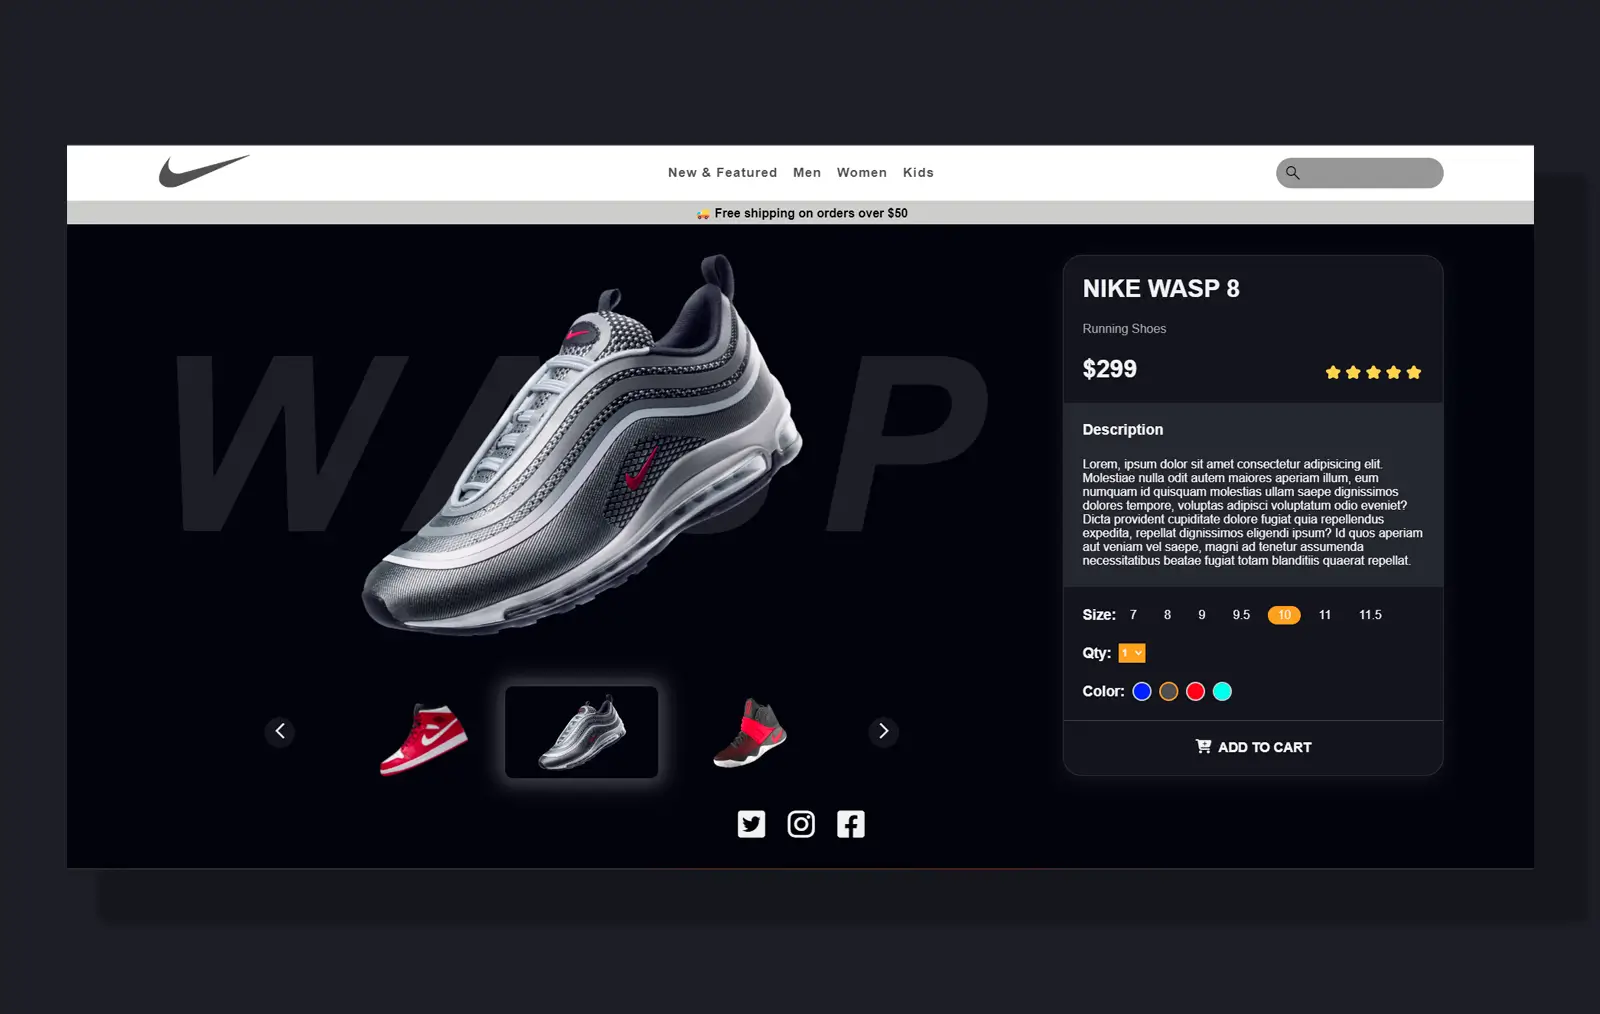 New & Featured Men Women Kids
Free shipping on orders over $50
WASP
NIKE WASP 8
Running Shoes
$299
Description
Lorem, ipsum dolor sit amet consectetur adipisicing elit.
Molestiae nulla odit autem maiores aperiam illum, eum
numquam id quisquam molestias ullam saepe dignissimos
dolores tempore, voluptas adipisci voluptatum odio eveniet?
Dicta provident cupiditate dolore fugiat quia repellendus
expedita, repellat dignissimos eligendi ipsum? Id quos aperiam
aut veniam vel saepe, magni ad tenetur assumenda
necessitatibus beatae fugiat totam blanditiis quaerat repellat.
Size: 7 8 9 9.5 10 11 11.5
Qty: 1
Color:
ADD TO CART